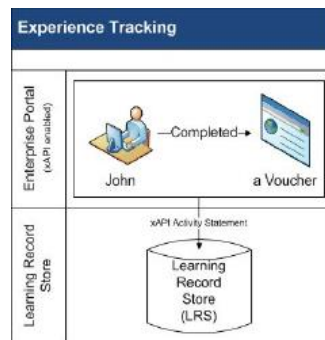 Experience Tracking
Enterprise Portal
(xAPI enabled)
Completed
John
a Voucher
xAPI Activity Statement
Learning Record
Store
Learning
Record
Store
(LRS)